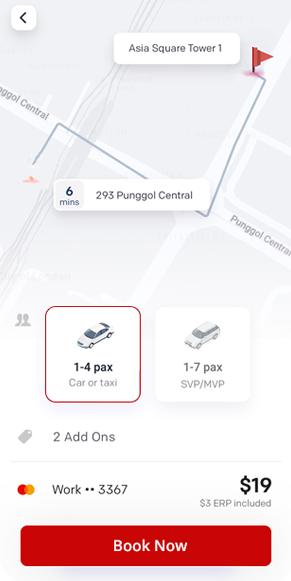 Asia Square Tower 1
nggol Central
6
mins
293 Punggol Central
Punggol Central
1-4 pax
Car or taxi
1-7 pax
SVP/MVP
2 Add Ons
Work •• 3367
$19
$3 ERP included
Book Now